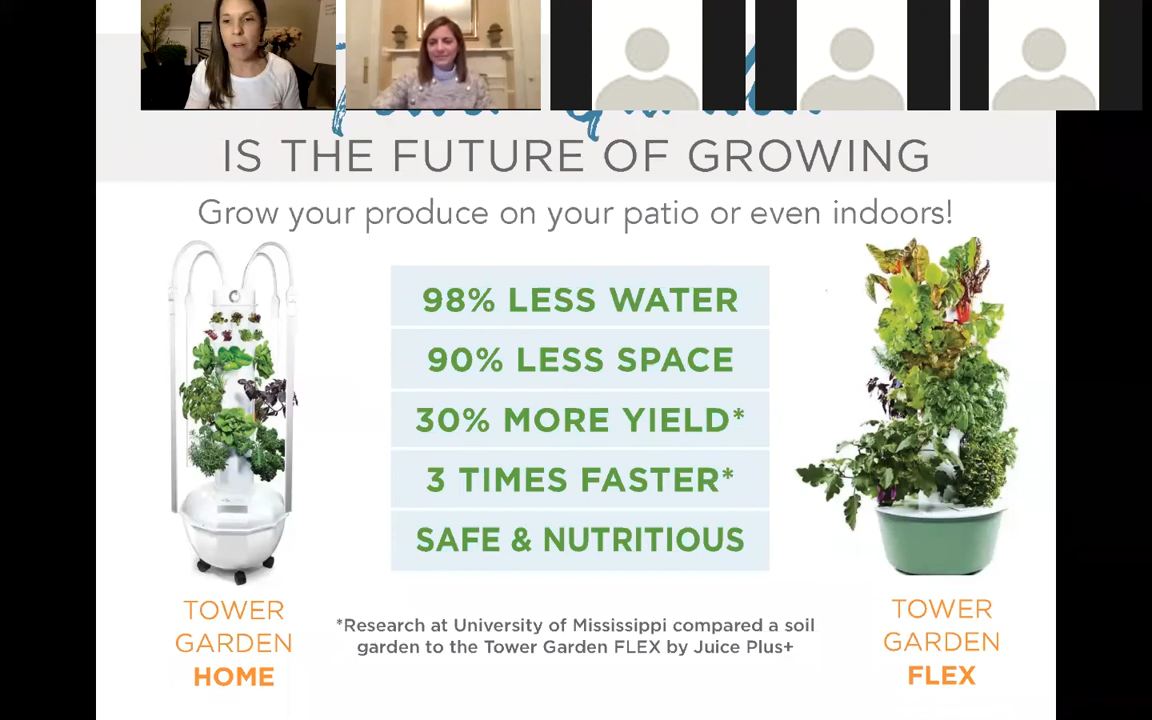 IS THE FUTURE OF GROWING
Grow your produce on your patio or even indoors!
98% LESS WATER
90% LESS SPACE
30% MORE YIELD*
3 TIMES FASTER*
SAFE & NUTRITIOUS
TOWER
GARDEN
HOME
*Research at University of Mississippi compared a soil
garden to the Tower Garden FLEX by Juice Plus+
TOWER
GARDEN
FLEX